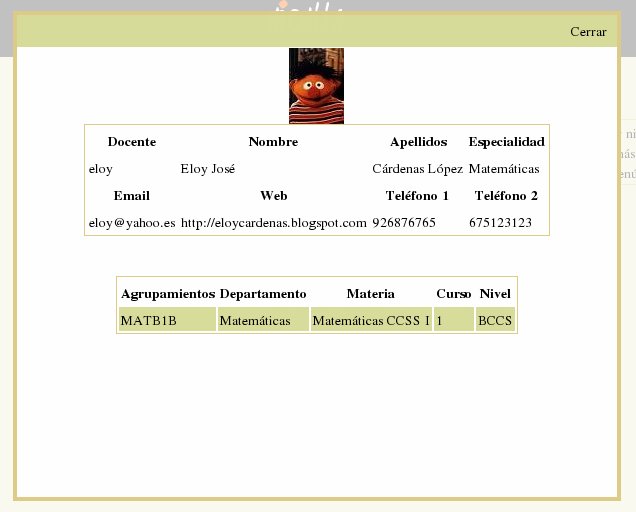 Cerrar
Docente Nombre Apellidos Especialidad
eloy Eloy José Cárdenas López Matemáticas
Email Web Teléfono 1 Teléfono 2
eloy@yahoo.es http://eloycardenas.blogspot.com 926876765 675123123
Agrupamientos Departamento Materia Curso Nivel
MATB1B Matemáticas Matemáticas CCSS I 1 BCCS